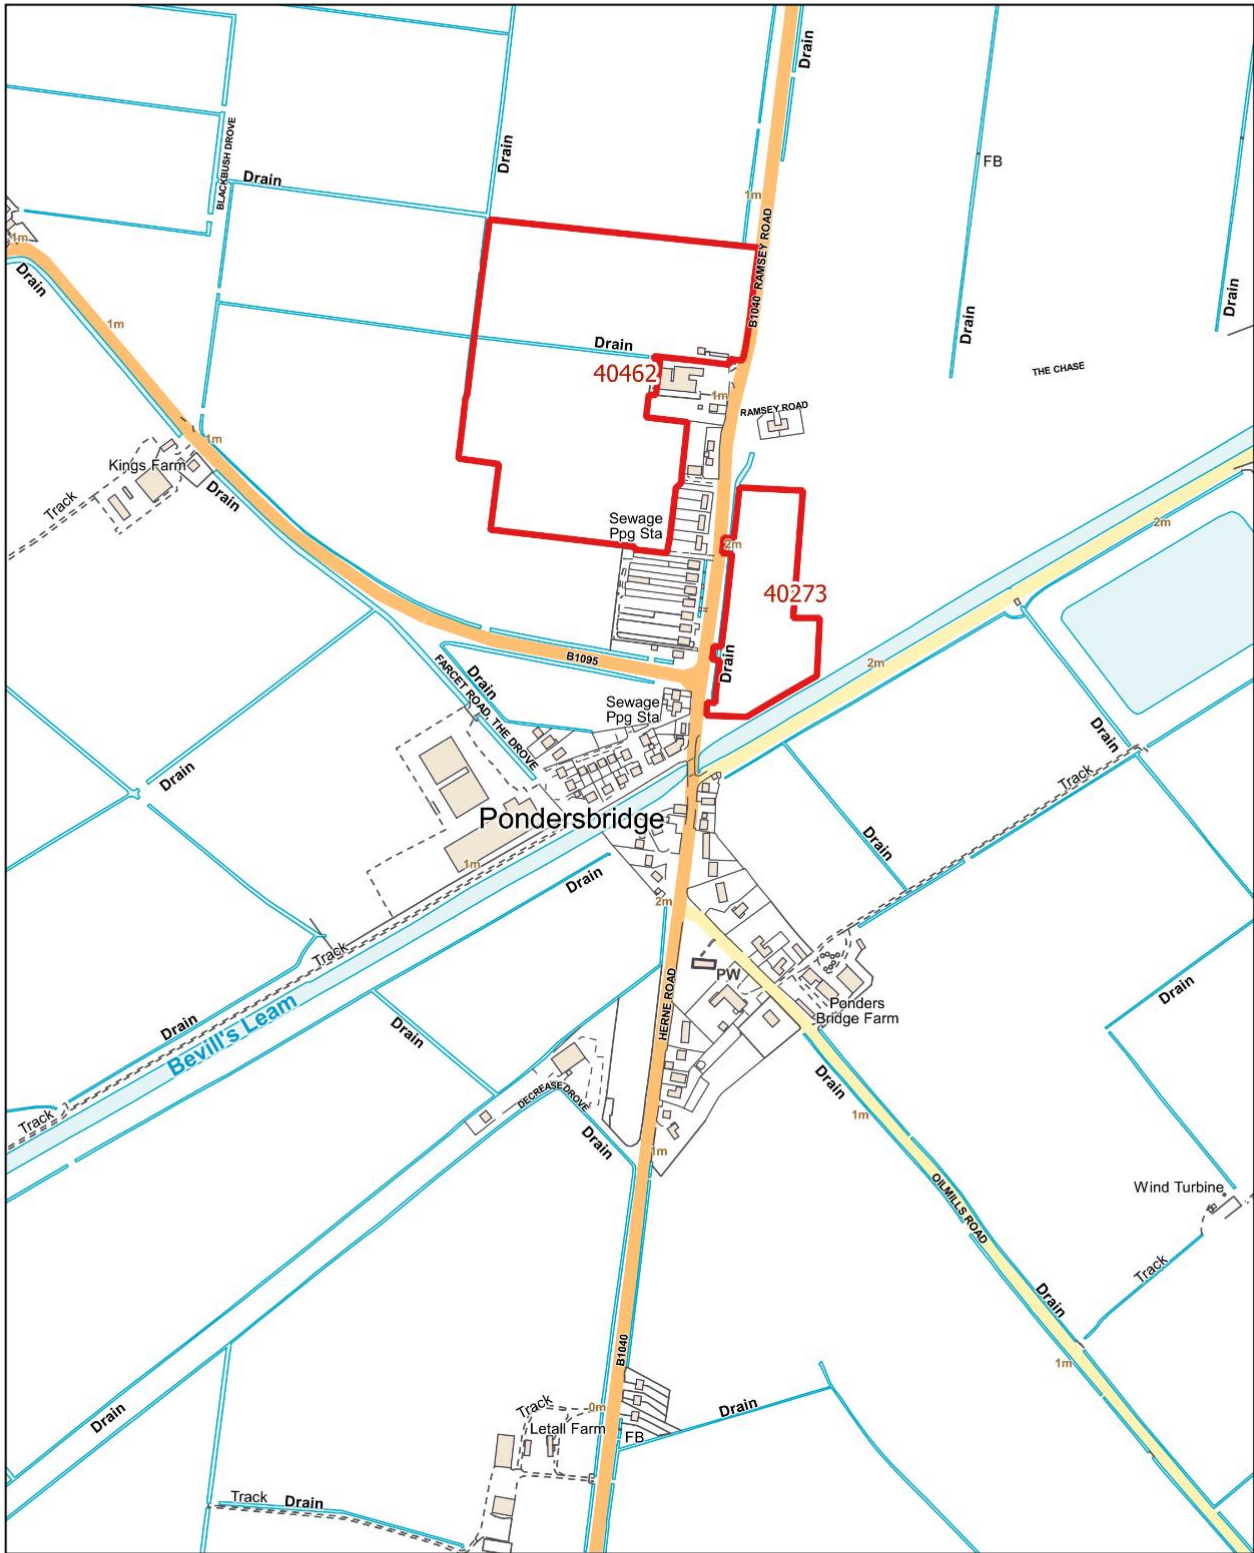 Drain
FB
BLACKBUSH DROVE
Drain
Drain
1m
B1040 RAMSEY ROAD
1m
Drain
1m
Drain
Drain
Drain
THE CHASE
40462
1m
RAMSEY ROAD
1m
Kings Farm
Drain
Track
Sewage
Ppg Sta
2m
2m
40273
B1095
FARCET ROAD, THE DROVE
Drain
Drain
2m
Sewage
Ppg Sta
Drain
Drain
Track
Pondersbridge
1m
Drain
Drain
2m
Track
PW
HERNE ROAD
Ponders
Bridge Farm
Drain
Drain
Bevill's Leam
Drain
DECREASE DROVE
Track
Drain
Drain
1m
1m
OILMILLS ROAD
Wind Turbine
Track
Drain
B1040
1m
Track
0m
Letall Farm
FB
Drain
Drain
Track
Drain